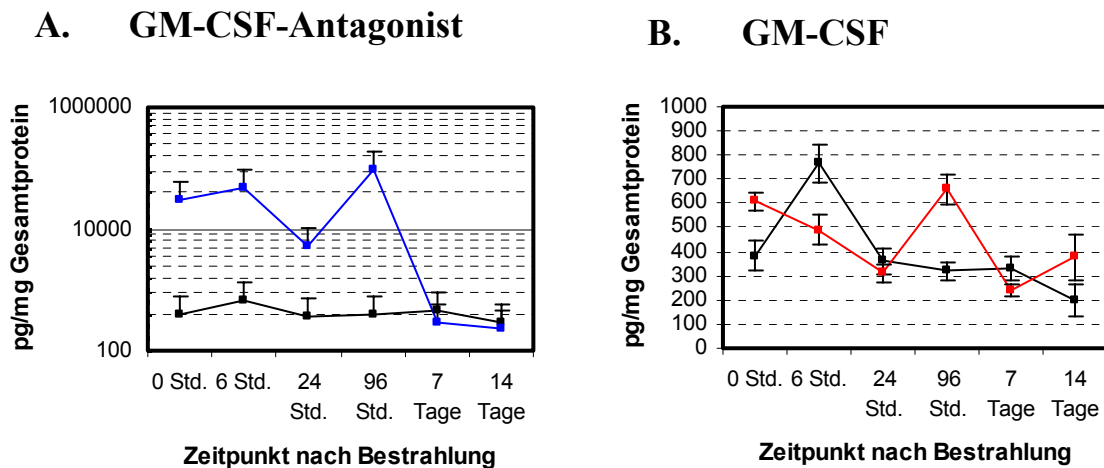 A. GM-CSF-Antagonist
pg/mg Gesamtprotein
1000000
10000
100
0 Std. 6 Std. 24 96 7 14
Std. Std. Tage Tage
Zeitpunkt nach Bestrahlung
B. GM-CSF
pg/mg Gesamtprotein
1000
900
800
700
600
500
400
300
200
100
0
0 Std. 6 Std. 24 96 7 14
Std. Std. Tage Tage
Zeitpunkt nach Bestrahlung